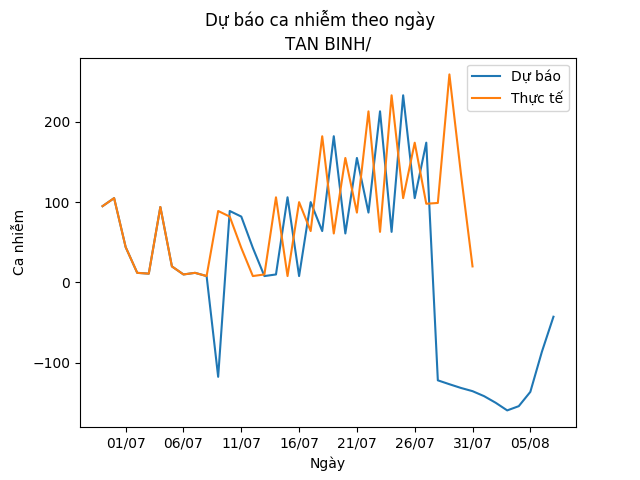 Dự báo ca nhiễm theo ngày
TAN BINH/
Dự báo
Thực tế
Ca nhiễm
200
100
0
−100
01/07 06/07 11/07 16/07 21/07 26/07 31/07 05/08
Ngày